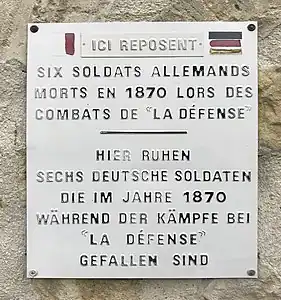 ICI REPOSENT
SIX SOLDATS ALLEMANDS
MORTS EN 1870 LORS DES
COMBATS DE “LA DÉFENSE”
HIER RUHEN
SECHS DEUTSCHE SOLDATEN
DIE IM JAHRE 1870
WÄHREND DER KÄMPFE BEI
“LA DÉFENSE”
GEFALLEN SIND